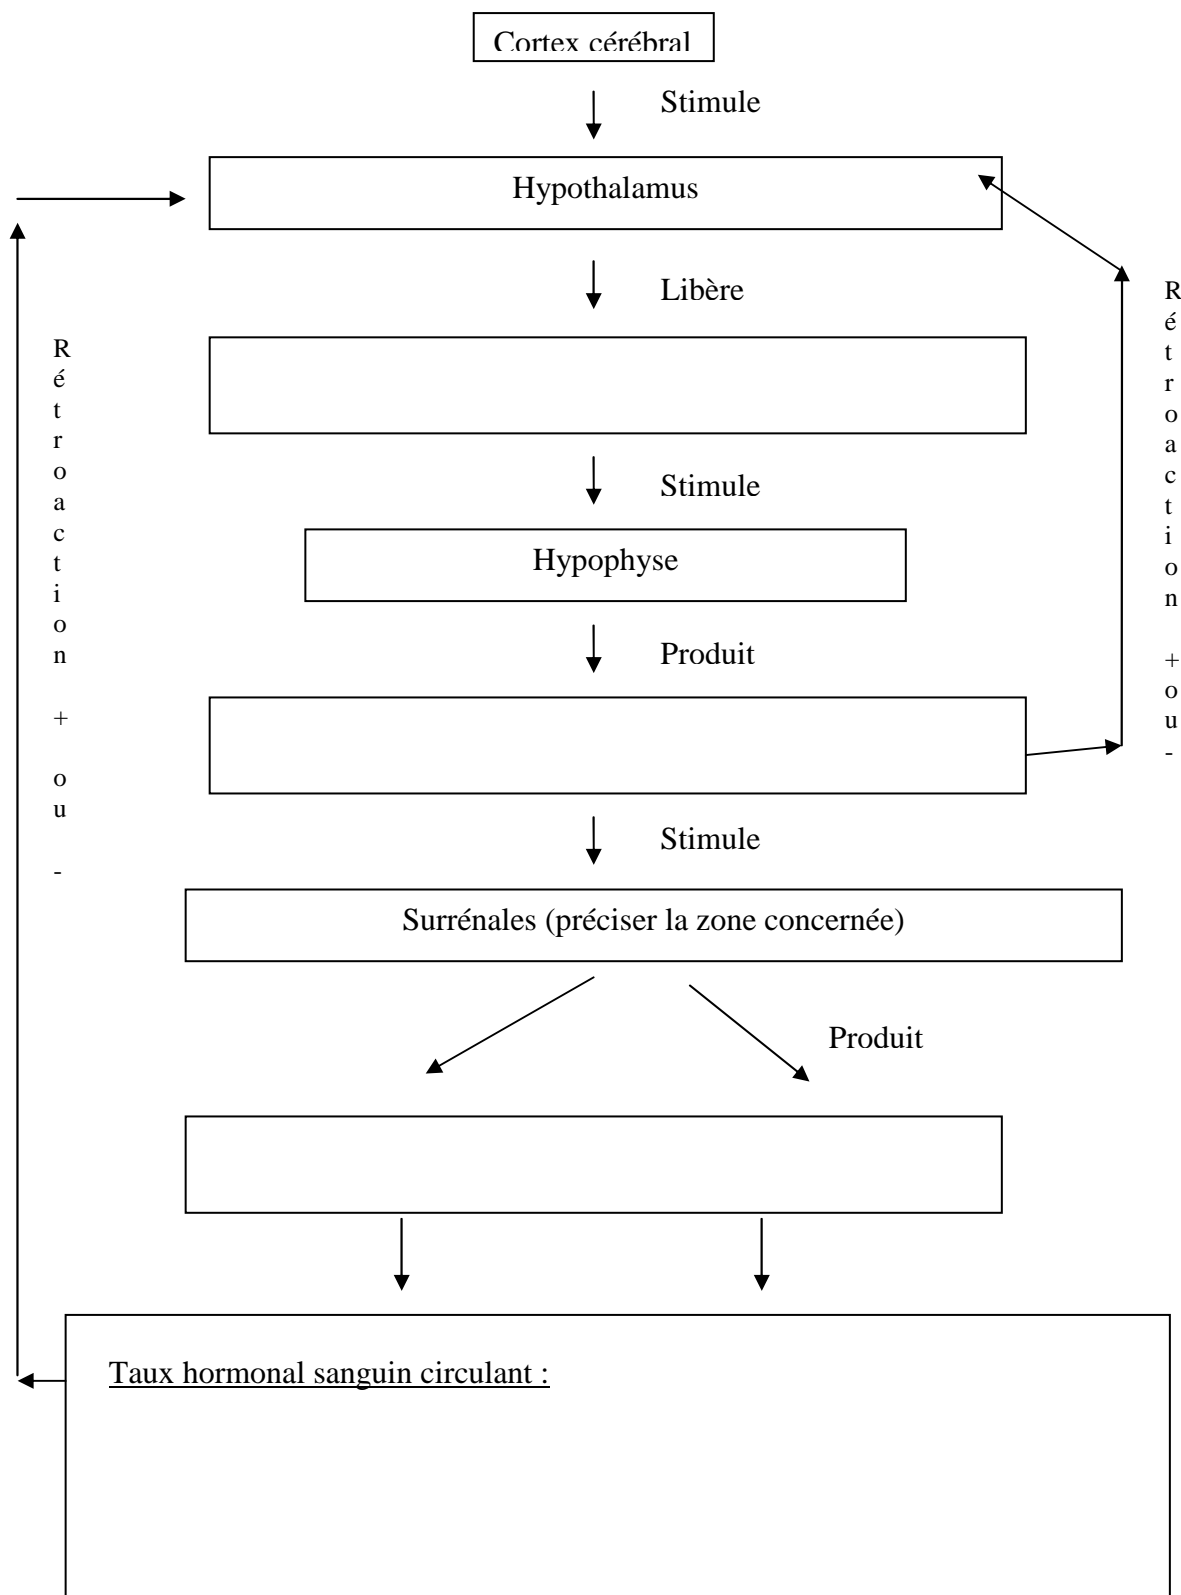 Cortex cérébral
Stimule
Hypothalamus
Libère
Rétroaction + ou -
Rétroaction +ou-
Stimule
Hypophyse
Produit
Stimule
Surrénales (préciser la zone concernée)
Produit
Taux hormonal sanguin circulant :